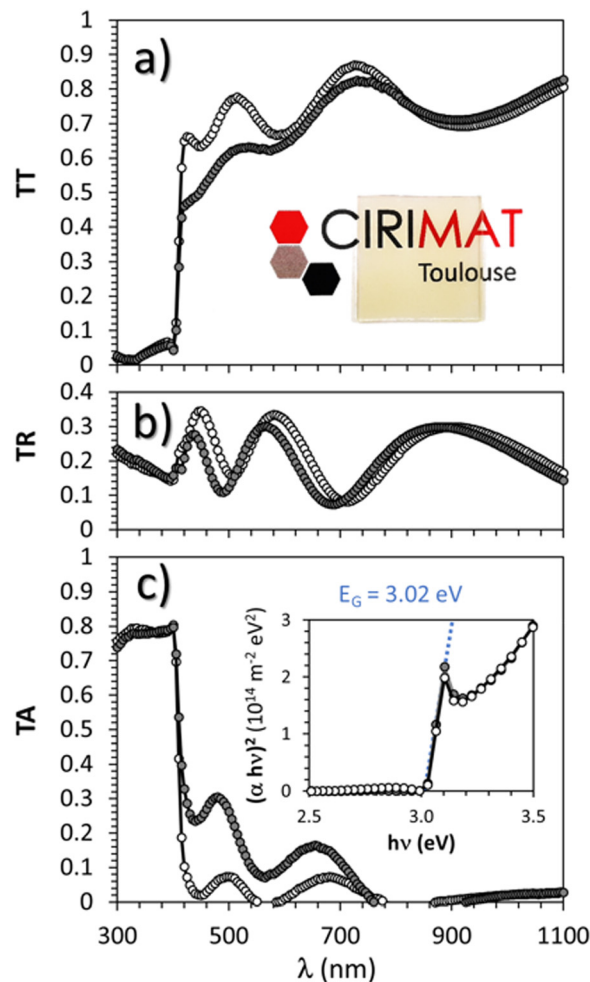 1
0.9
0.8
0.7
0.6
0.5
0.4
0.3
0.2
0.1
0
TT
a)
CIRIMAT
Toulouse
0.4
0.3
0.2
0.1
0
TR
b)
1
0.9
0.8
0.7
0.6
0.5
0.4
0.3
0.2
0.1
0
TA
c)
E_G = 3.02 eV
3
2
1
0
(α hν)² (10¹⁴ m⁻² eV²)
2.5 3.0 3.5
hν (eV)
300 500 700 900 1100
λ (nm)